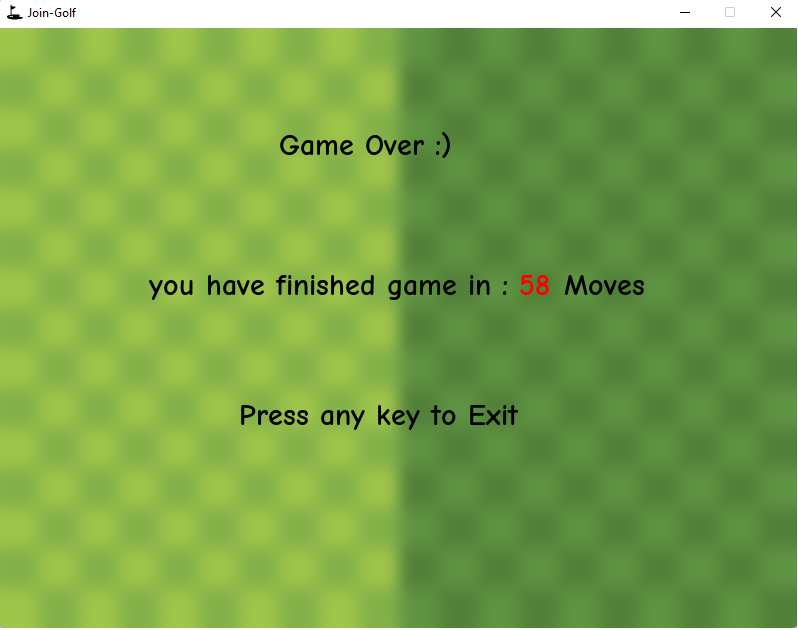 Join-Golf
Game Over :)
you have finished game in : 58 Moves
Press any key to Exit